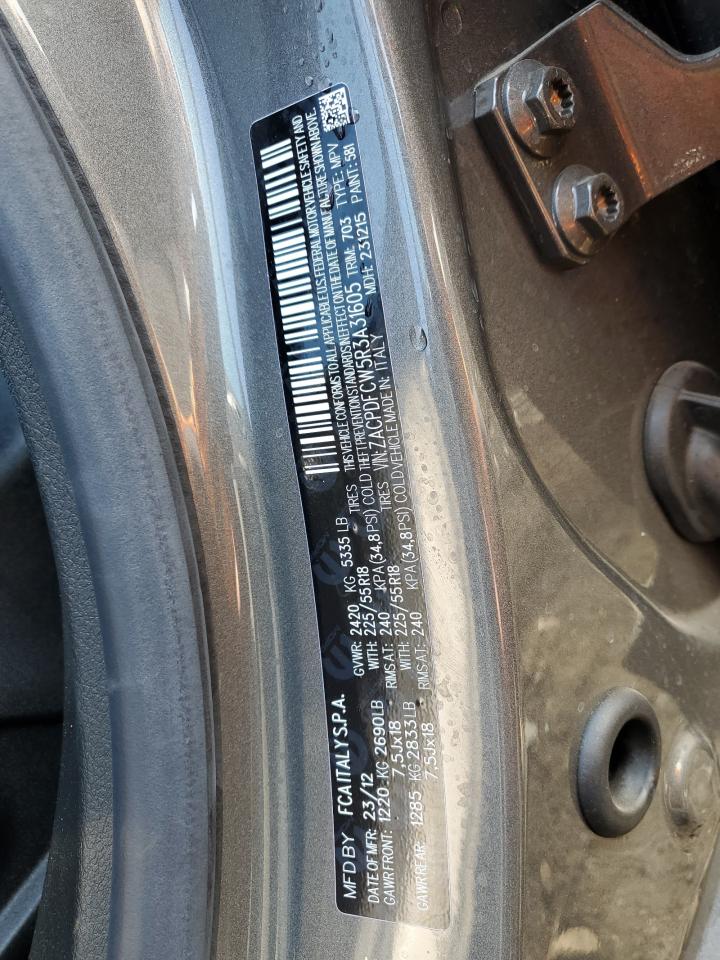 MFD BY FCA ITALY S.P.A.
DATE OF MFR: 23/12 GVWR: 2420 KG 5335 LB
GAWR FRONT: 1220 KG 2690LB WITH: 225/55R18 TIRES
7,5Jx18 RIMS AT: 240 KPA (34,8PSI) COLD
GAWR REAR: 1285 KG 2833LB WITH: 225/55R18 TIRES
7,5Jx18 RIMS AT: 240 KPA (34,8PSI) COLD
THIS VEHICLE CONFORMS TO ALL APPLICABLE U.S. FEDERAL MOTOR VEHICLE SAFETY AND
THEFT PREVENTION STANDARDS IN EFFECT ON THE DATE OF MANUFACTURE SHOWN ABOVE.
VIN: ZACPDFCW5R3A31605 TRIM: 703 TYPE: MPV
VEHICLE MADE IN: ITALY MDH: 231215 PAINT: 581